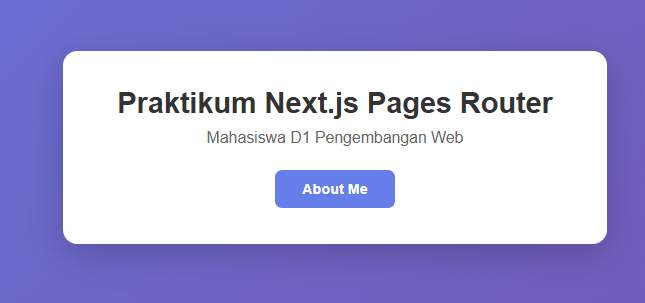 Praktikum Next.js Pages Router
Mahasiswa D1 Pengembangan Web
About Me